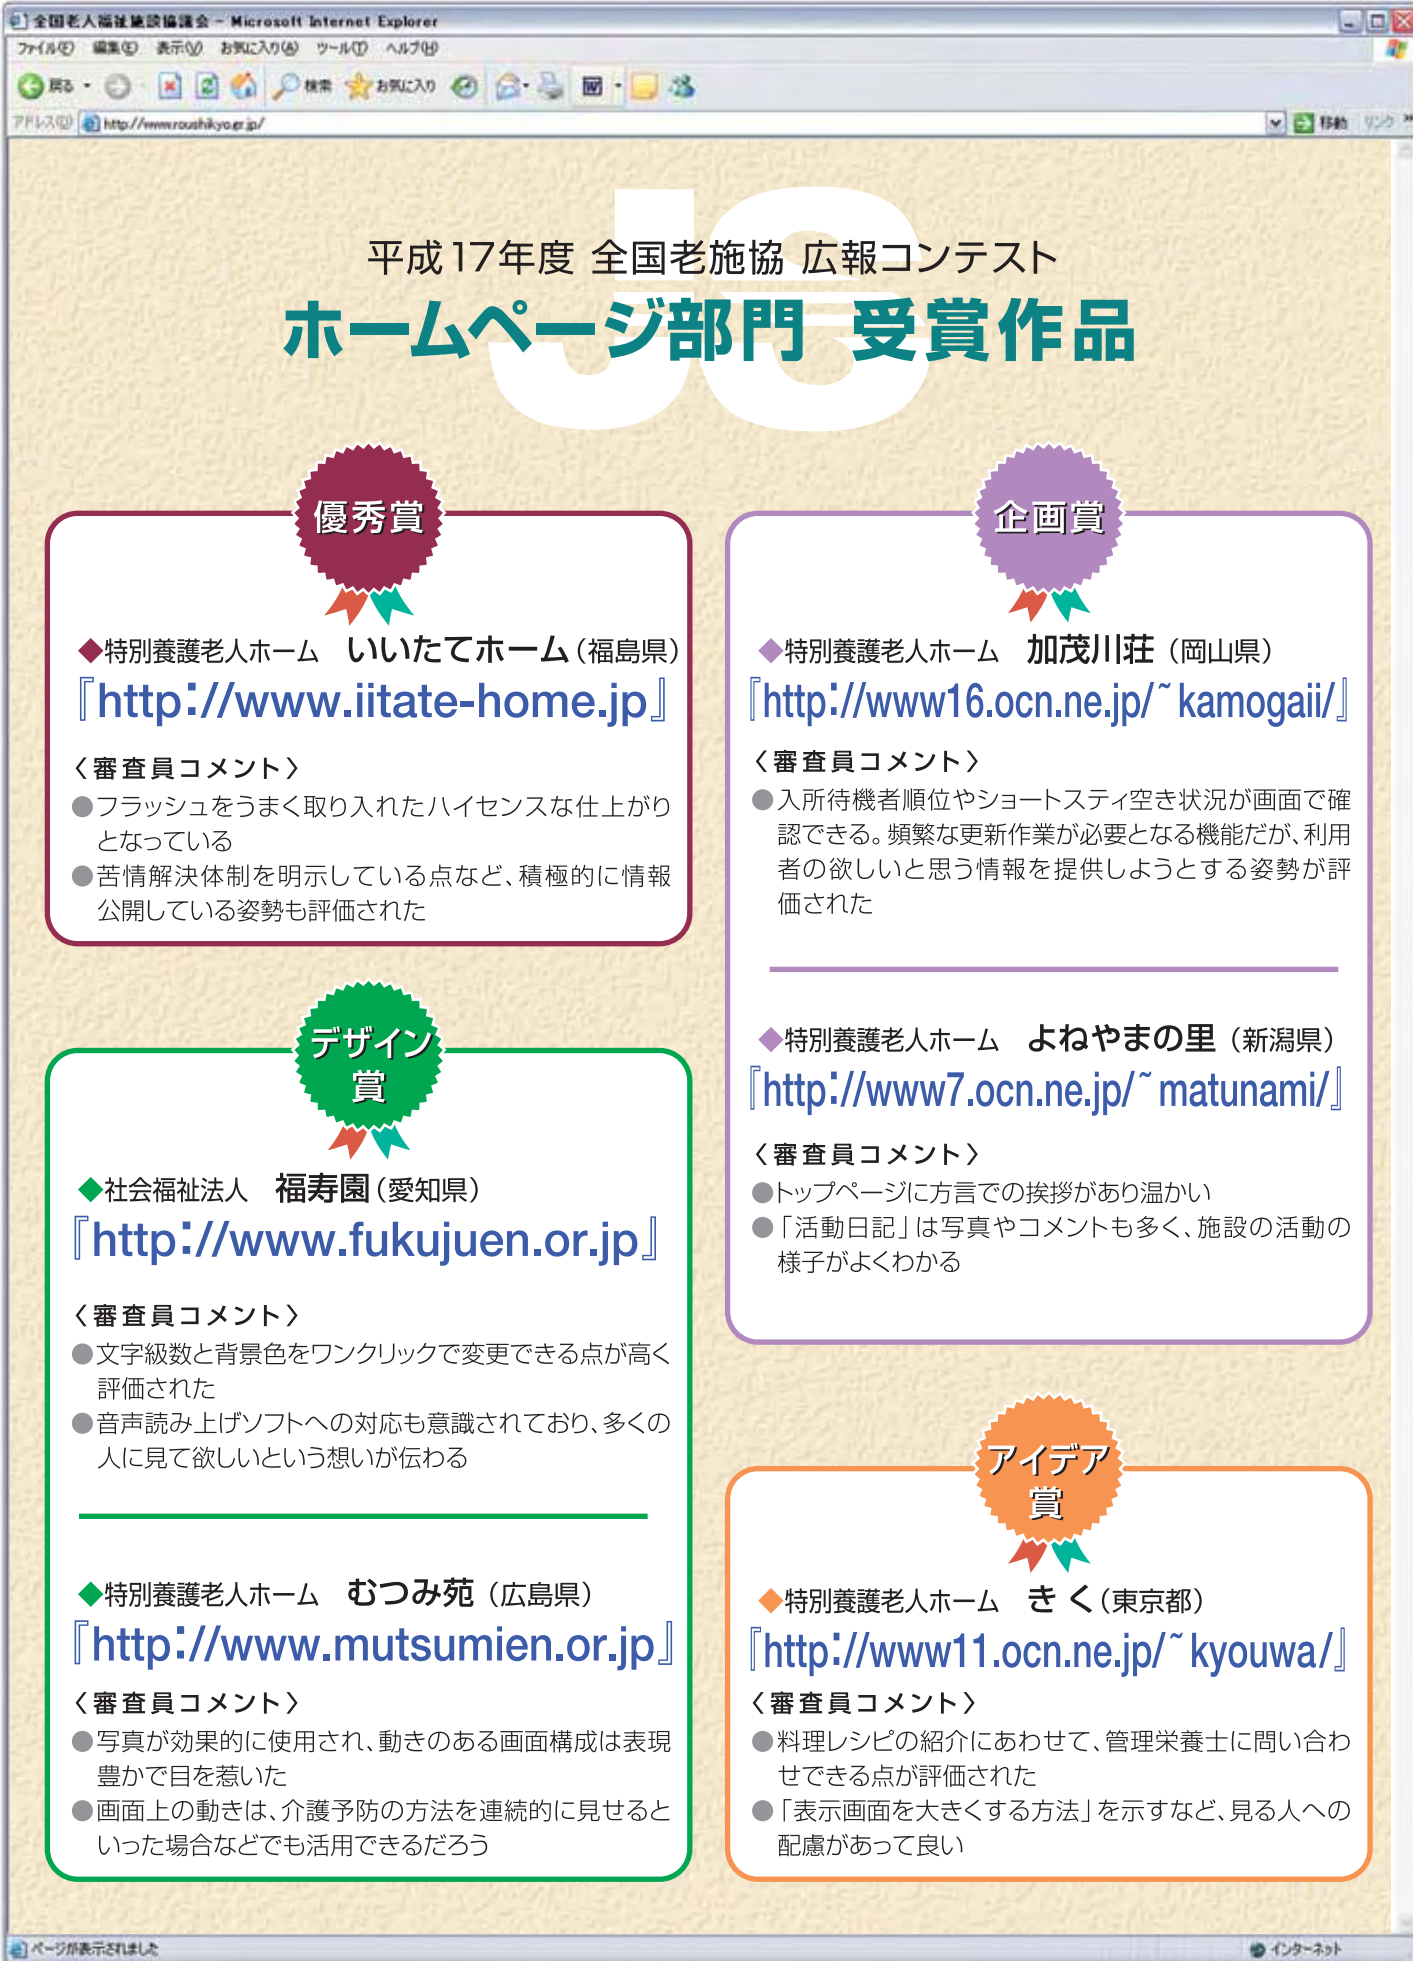 全国老人福祉施設協議会 - Microsoft Internet Explorer
ファイル(F) 編集(E) 表示(V) お気に入り(A) ツール(T) ヘルプ(H)
戻る 検索 お気に入り
アドレス(D) http://www.roushikyo.gr.jp/ 移動 リンク
JS
平成17年度 全国老施協 広報コンテスト
ホームページ部門 受賞作品
優秀賞
◆特別養護老人ホーム いいたてホーム(福島県)
『http://www.iitate-home.jp』
〈審査員コメント〉
●フラッシュをうまく取り入れたハイセンスな仕上がり
となっている
●苦情解決体制を明示している点など、積極的に情報
公開している姿勢も評価された
デザイン
賞
◆社会福祉法人 福寿園(愛知県)
『http://www.fukujuen.or.jp』
〈審査員コメント〉
●文字級数と背景色をワンクリックで変更できる点が高く
評価された
●音声読み上げソフトへの対応も意識されており、多くの
人に見て欲しいという想いが伝わる
◆特別養護老人ホーム むつみ苑(広島県)
『http://www.mutsumien.or.jp』
〈審査員コメント〉
●写真が効果的に使用され、動きのある画面構成は表現
豊かで目を惹いた
●画面上の動きは、介護予防の方法を連続的に見せると
いった場合などでも活用できるだろう
企画賞
◆特別養護老人ホーム 加茂川荘(岡山県)
『http://www16.ocn.ne.jp/~kamogaii/』
〈審査員コメント〉
●入所待機者順位やショートスティ空き状況が画面で確
認できる。頻繁な更新作業が必要となる機能だが、利用
者の欲しいと思う情報を提供しようとする姿勢が評
価された
◆特別養護老人ホーム よねやまの里(新潟県)
『http://www7.ocn.ne.jp/~matunami/』
〈審査員コメント〉
●トップページに方言での挨拶があり温かい
●「活動日記」は写真やコメントも多く、施設の活動の
様子がよくわかる
アイデア
賞
◆特別養護老人ホーム きく(東京都)
『http://www11.ocn.ne.jp/~kyouwa/』
〈審査員コメント〉
●料理レシピの紹介にあわせて、管理栄養士に問い合わ
せできる点が評価された
●「表示画面を大きくする方法」を示すなど、見る人への
配慮があって良い
ページが表示されました インターネット